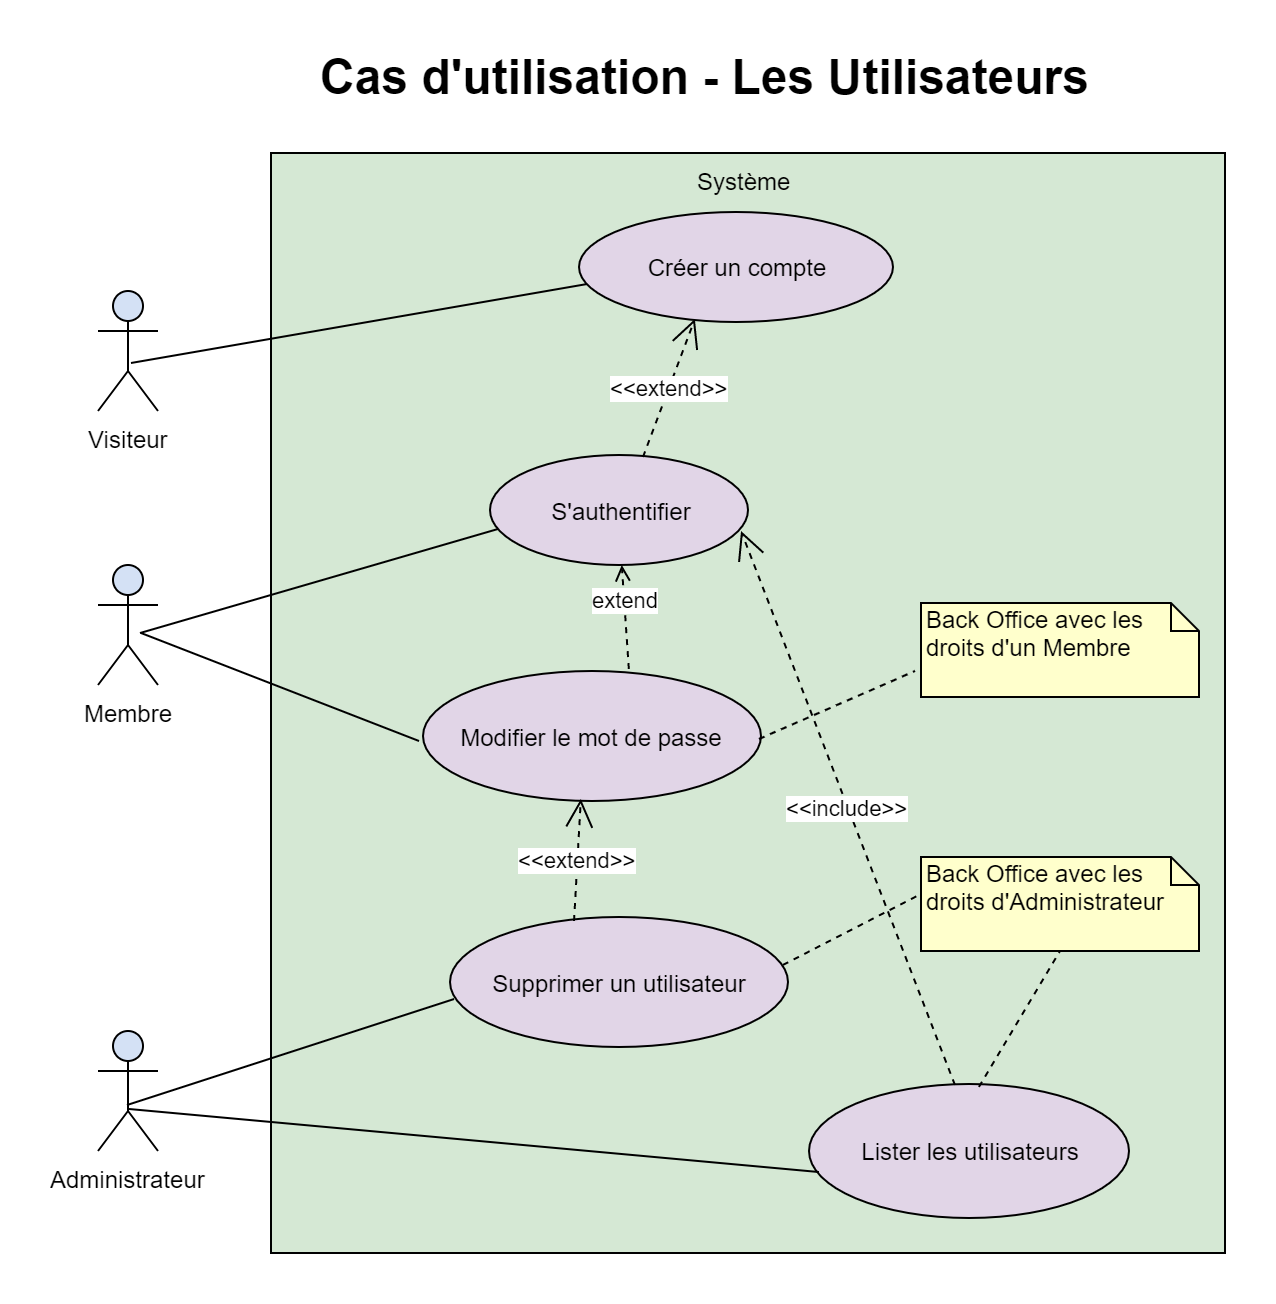 Cas d'utilisation - Les Utilisateurs
Système
Créer un compte
<<extend>>
Visiteur
S'authentifier
extend
Back Office avec les
droits d'un Membre
Membre
Modifier le mot de passe
<<include>>
<<extend>>
Back Office avec les
droits d'Administrateur
Supprimer un utilisateur
Lister les utilisateurs
Administrateur